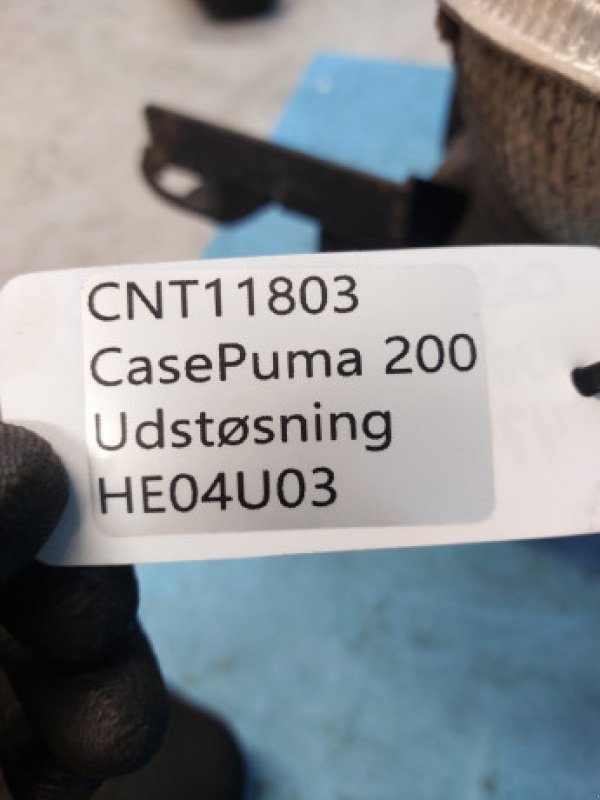 CNT11803
CasePuma 200
Udstøsning
HE04U03